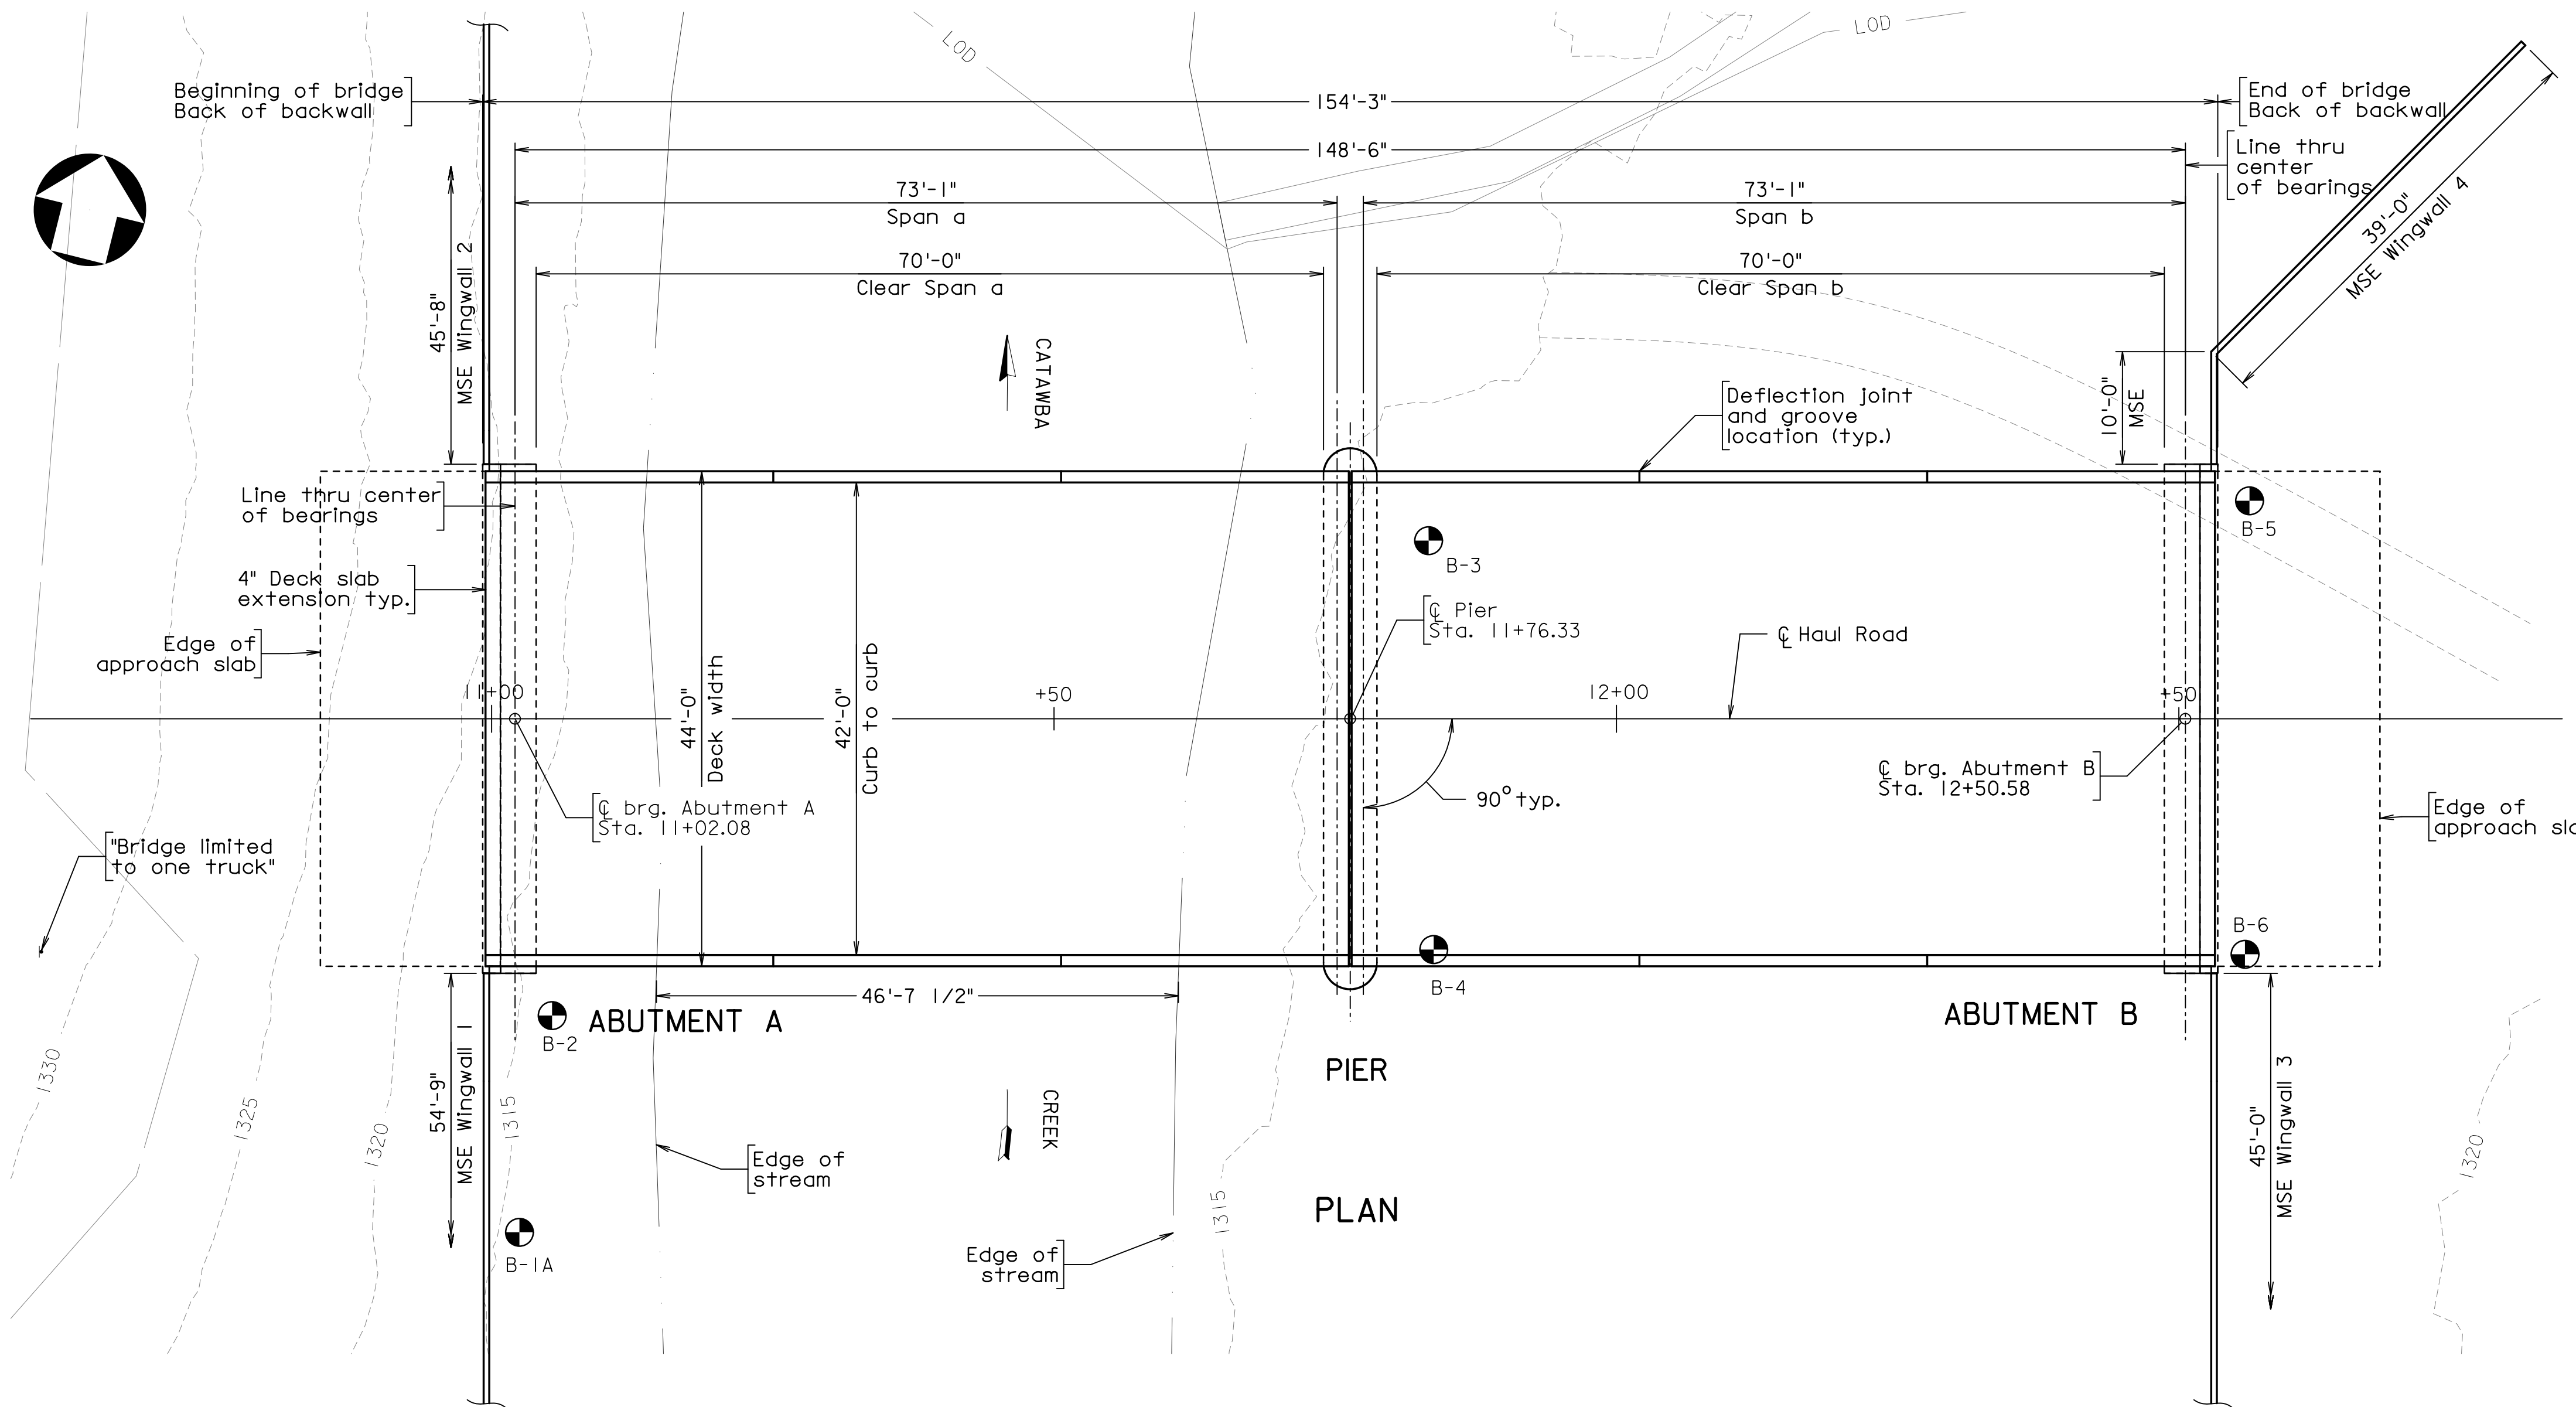 LOD
LOD
Beginning of bridge
Back of backwall
154'-3"
End of bridge
Back of backwall
148'-6"
Line thru
center
of bearings
73'-1"
Span a
73'-1"
Span b
39'-0"
MSE Wingwall 4
70'-0"
Clear Span a
70'-0"
Clear Span b
45'-8"
MSE Wingwall 2
CATAWBA
Deflection joint
and groove
location (typ.)
10'-0"
MSE
Line thru center
of bearings
B-5
B-3
4" Deck slab
extension typ.
℄ Pier
Sta. 11+76.33
℄ Haul Road
Edge of
approach slab
11+00
+50
12+00
+50
44'-0"
Deck width
42'-0"
Curb to curb
℄ brg. Abutment A
Sta. 11+02.08
90° typ.
℄ brg. Abutment B
Sta. 12+50.58
Edge of
approach
"Bridge limited
to one truck"
B-6
B-4
46'-7 1/2"
B-2
ABUTMENT A
ABUTMENT B
PIER
1330
1325
1320
1315
54'-9"
MSE Wingwall 1
CREEK
Edge of
stream
45'-0"
MSE Wingwall 3
1320
PLAN
1315
B-1A
Edge of
stream